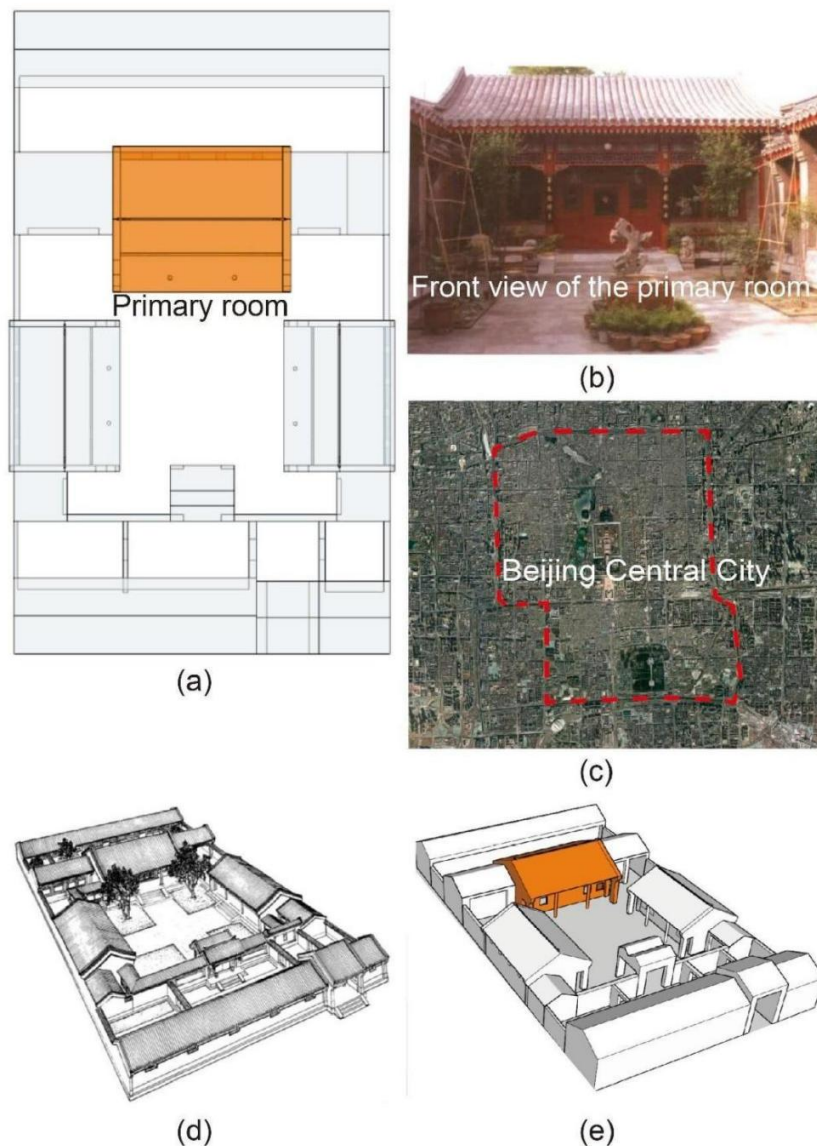 Primary room
(a)
Front view of the primary room
(b)
Beijing Central City
(c)
(d)
(e)